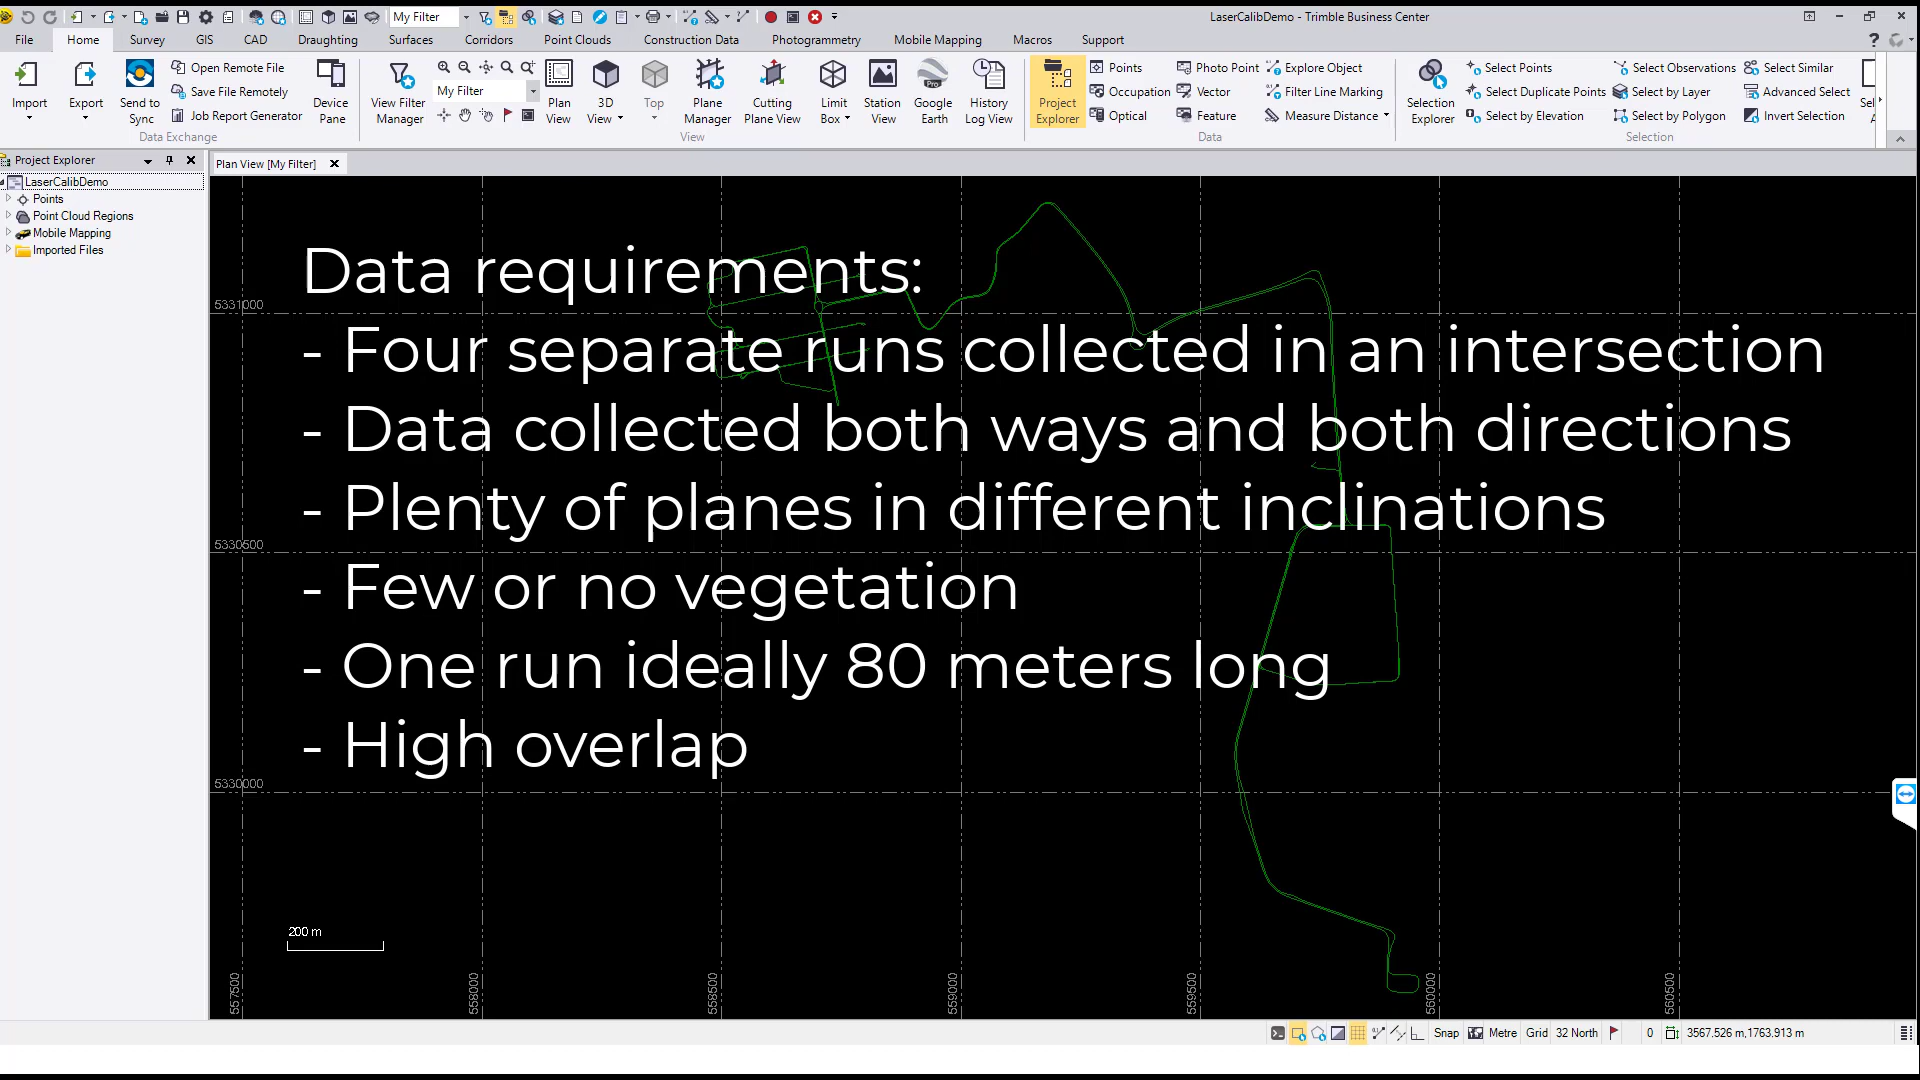 My Filter
LaserCalibDemo - Trimble Business Center
File Home Survey GIS CAD Draughting Surfaces Corridors Point Clouds Construction Data Photogrammetry Mobile Mapping Macros Support
Import
Export
Send to Sync
Open Remote File
Save File Remotely
Job Report Generator
Device Pane
Data Exchange
View Filter Manager
My Filter
Plan View
3D View
Top
Plane Manager
Cutting Plane View
Limit Box
Station View
Google Earth
History Log View
View
Project Explorer
Points
Occupation
Optical
Photo Point
Vector
Feature
Explore Object
Filter Line Marking
Measure Distance
Data
Selection Explorer
Select Points
Select Duplicate Points
Select by Elevation
Select Observations
Select by Layer
Select by Polygon
Select Similar
Advanced Select
Invert Selection
Selection
Project Explorer
LaserCalibDemo
Points
Point Cloud Regions
Mobile Mapping
Imported Files
Plan View [My Filter]
Data requirements:
- Four separate runs collected in an intersection
- Data collected both ways and both directions
- Plenty of planes in different inclinations
- Few or no vegetation
- One run ideally 80 meters long
- High overlap
5331000
5330500
5330000
200 m
557500
558000
558500
559000
559500
560000
560500
Snap Metre Grid 32 North 0 3567.526 m,1763.913 m